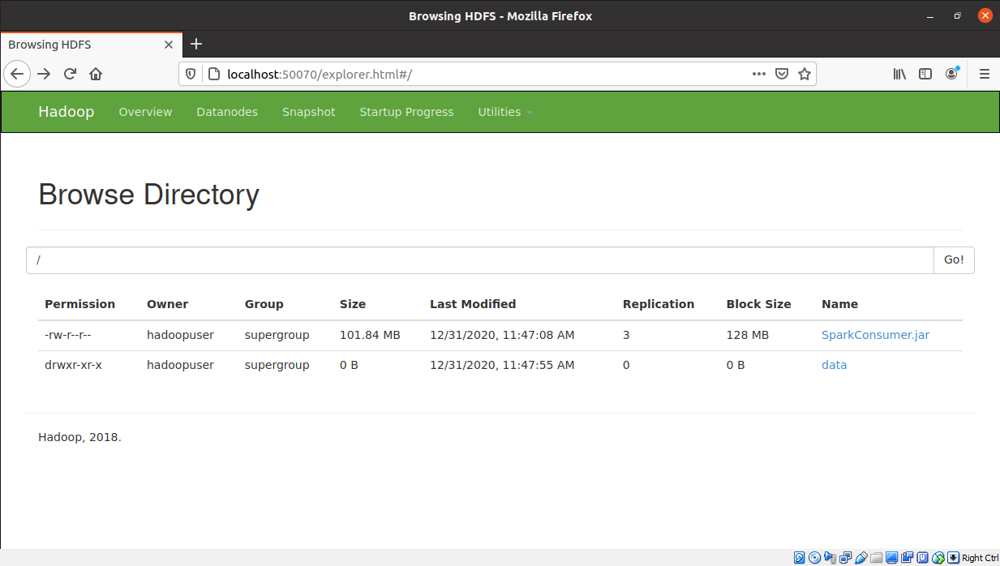 Browsing HDFS - Mozilla Firefox
Browsing HDFS
localhost:50070/explorer.html#/
Hadoop Overview Datanodes Snapshot Startup Progress Utilities
Browse Directory
/ Go!
Permission Owner Group Size Last Modified Replication Block Size Name
-rw-r--r-- hadoopuser supergroup 101.84 MB 12/31/2020, 11:47:08 AM 3 128 MB SparkConsumer.jar
drwxr-xr-x hadoopuser supergroup 0 B 12/31/2020, 11:47:55 AM 0 0 B data
Hadoop, 2018.
Right Ctrl